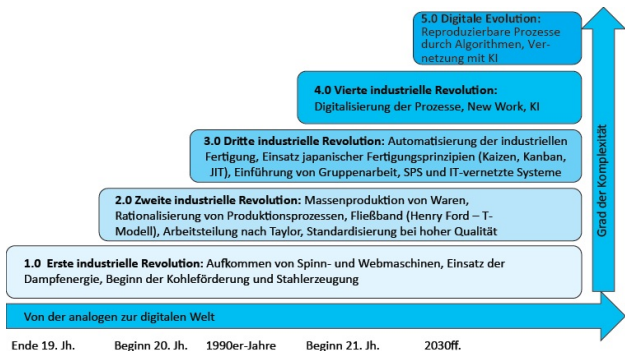 5.0 Digitale Evolution:
Reproduzierbare Prozesse
durch Algorithmen, Ver-
netzung mit KI
4.0 Vierte industrielle Revolution:
Digitalisierung der Prozesse, New Work, KI
3.0 Dritte industrielle Revolution: Automatisierung der industriellen
Fertigung, Einsatz japanischer Fertigungsprinzipien (Kaizen, Kanban,
JIT), Einführung von Gruppenarbeit, SPS und IT-vernetzte Systeme
2.0 Zweite industrielle Revolution: Massenproduktion von Waren,
Rationalisierung von Produktionsprozessen, Fließband (Henry Ford – T-
Modell), Arbeitsteilung nach Taylor, Standardisierung bei hoher Qualität
1.0 Erste industrielle Revolution: Aufkommen von Spinn- und Webmaschinen, Einsatz der
Dampfenergie, Beginn der Kohleförderung und Stahlerzeugung
Grad der Komplexität
Von der analogen zur digitalen Welt
Ende 19. Jh. Beginn 20. Jh. 1990er-Jahre Beginn 21. Jh. 2030ff.